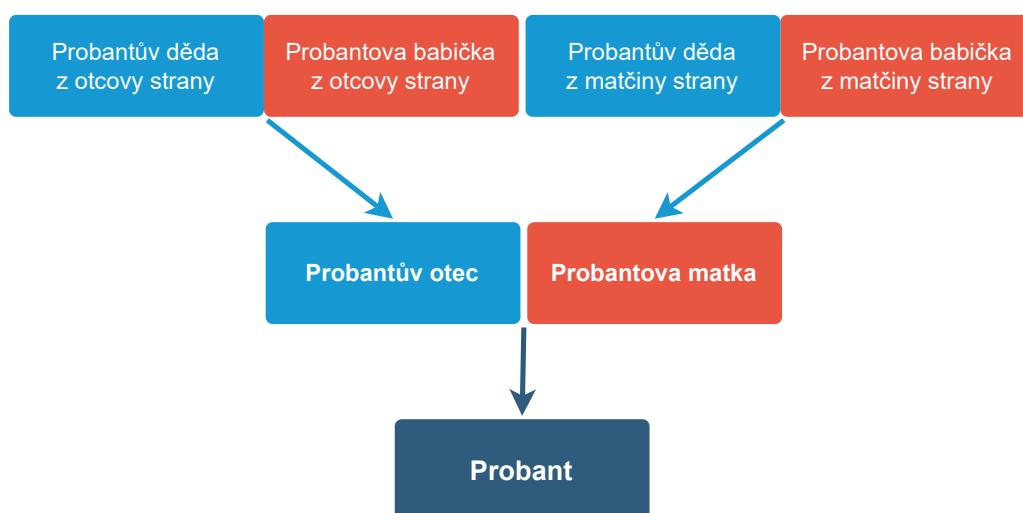 Probantův děda
z otcovy strany
Probantova babička
z otcovy strany
Probantův děda
z matčiny strany
Probantova babička
z matčiny strany
Probantův otec
Probantova matka
Probant